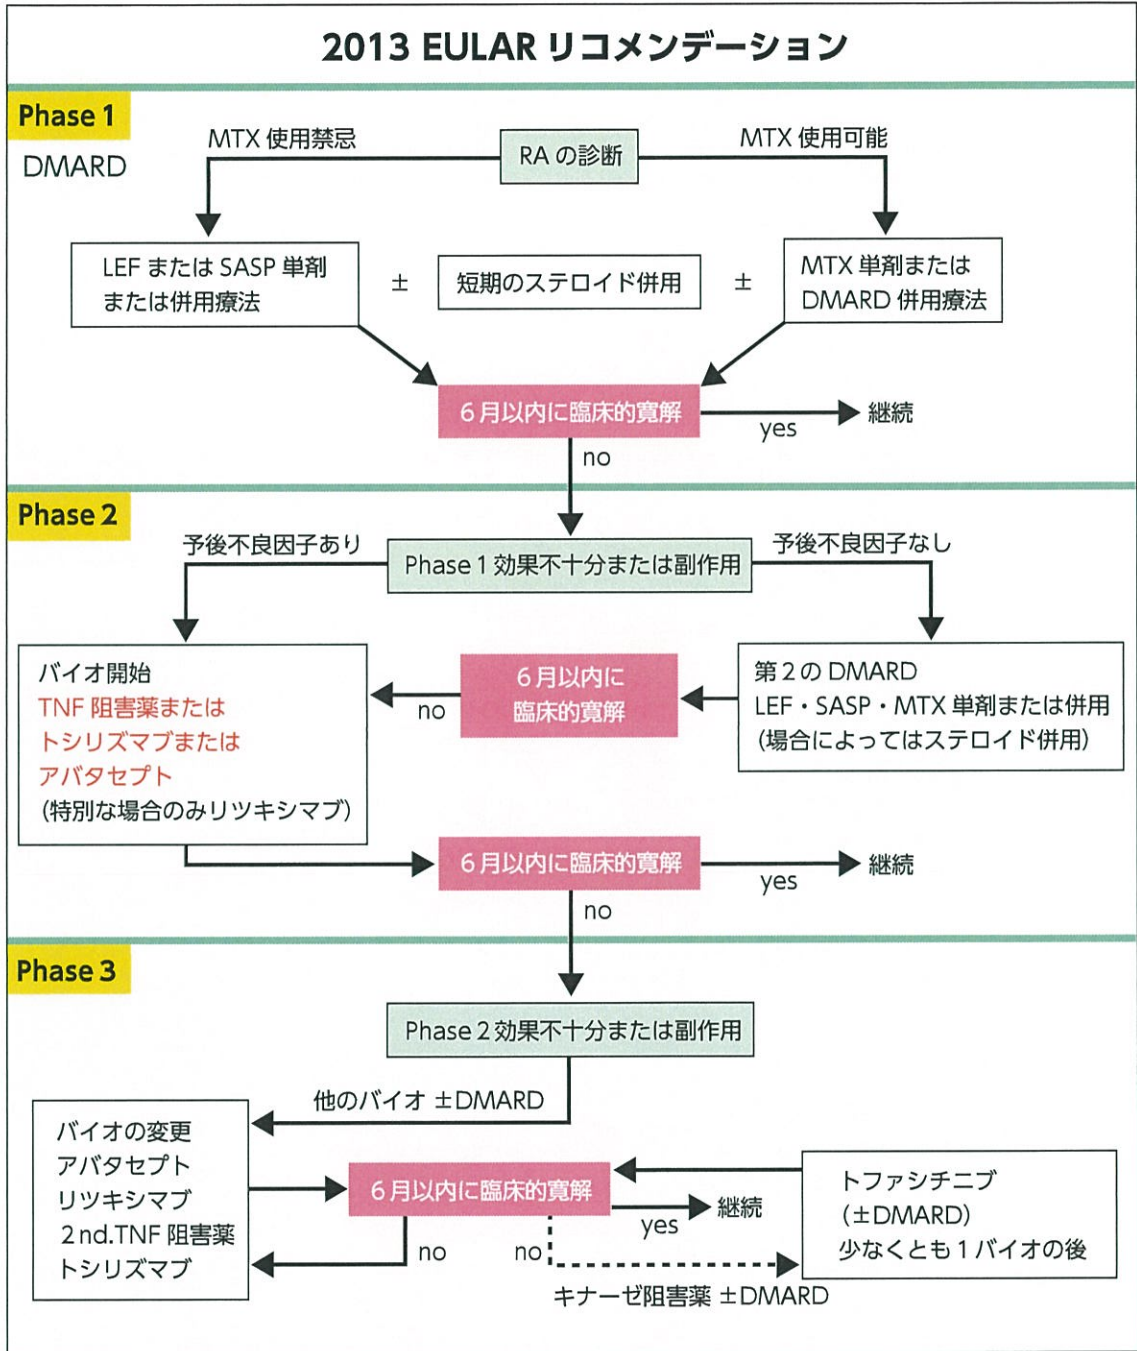 2013 EULAR リコメンデーション
Phase 1
DMARD
MTX 使用禁忌
RA の診断
MTX 使用可能
LEF または SASP 単剤
または併用療法
±
短期のステロイド併用
±
MTX 単剤または
DMARD 併用療法
6月以内に臨床的寛解
yes
継続
no
Phase 2
予後不良因子あり
Phase 1 効果不十分または副作用
予後不良因子なし
バイオ開始
TNF 阻害薬または
トシリズマブまたは
アバタセプト
(特別な場合のみリツキシマブ)
no
6月以内に
臨床的寛解
第2の DMARD
LEF・SASP・MTX 単剤または併用
(場合によってはステロイド併用)
6月以内に臨床的寛解
yes
継続
no
Phase 3
Phase 2 効果不十分または副作用
他のバイオ ±DMARD
バイオの変更
アバタセプト
リツキシマブ
2nd.TNF 阻害薬
トシリズマブ
6月以内に臨床的寛解
yes
継続
no
no
キナーゼ阻害薬 ±DMARD
トファシチニブ
(±DMARD)
少なくとも1バイオの後